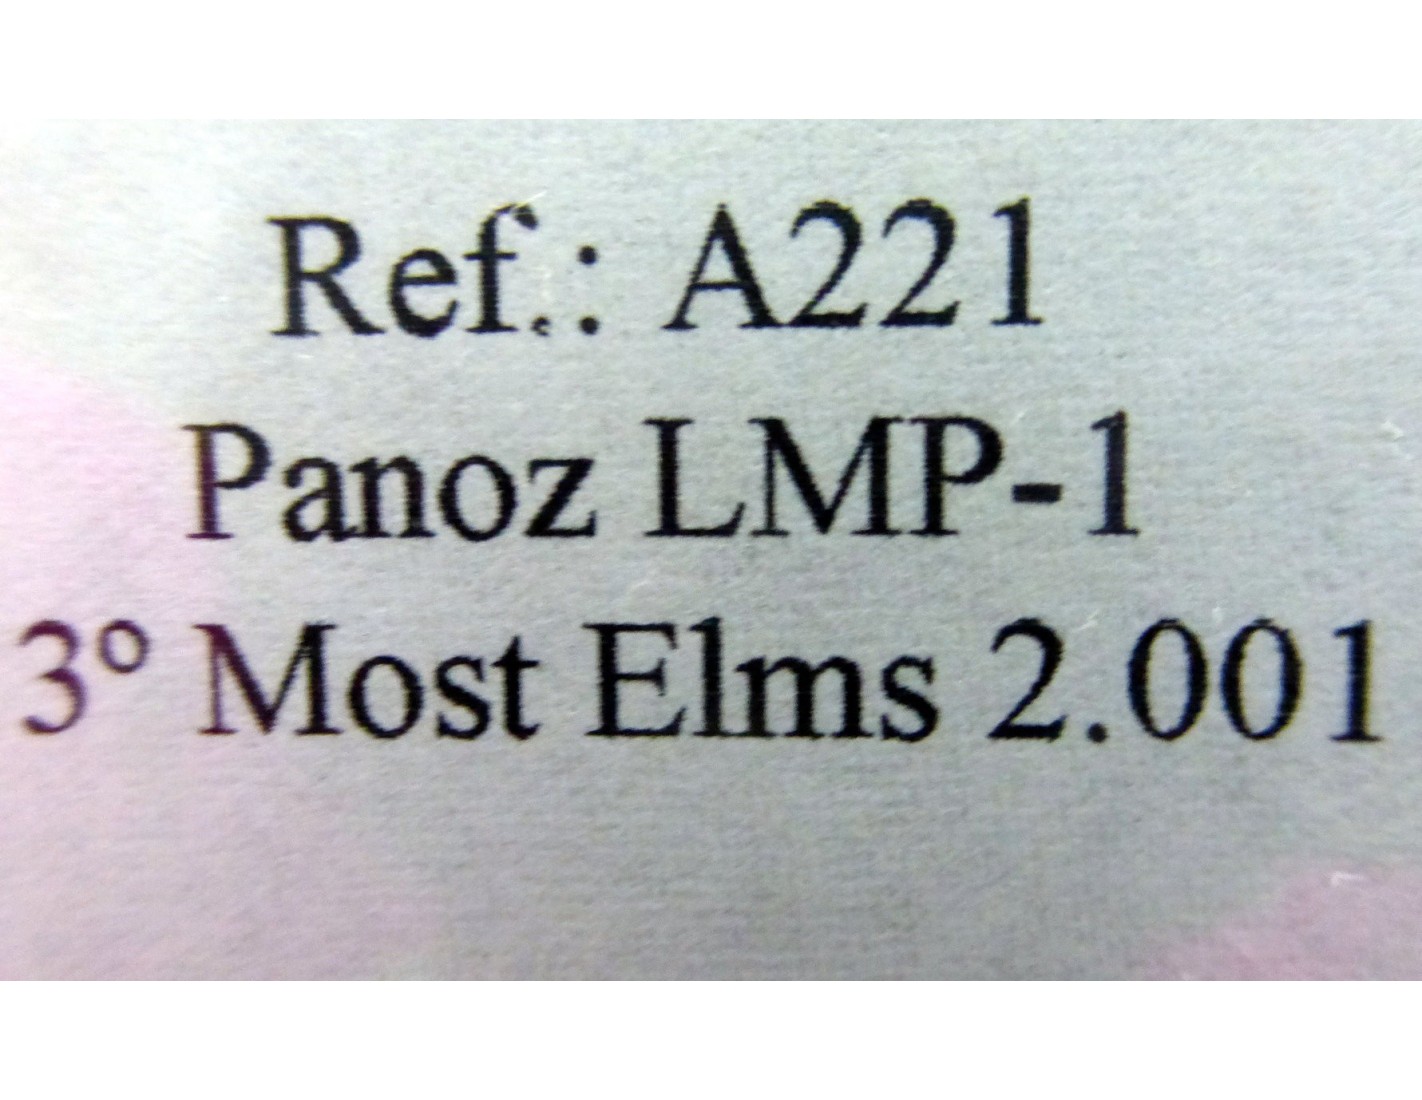 Ref.: A221
Panoz LMP-1
3º Most Elms 2.001